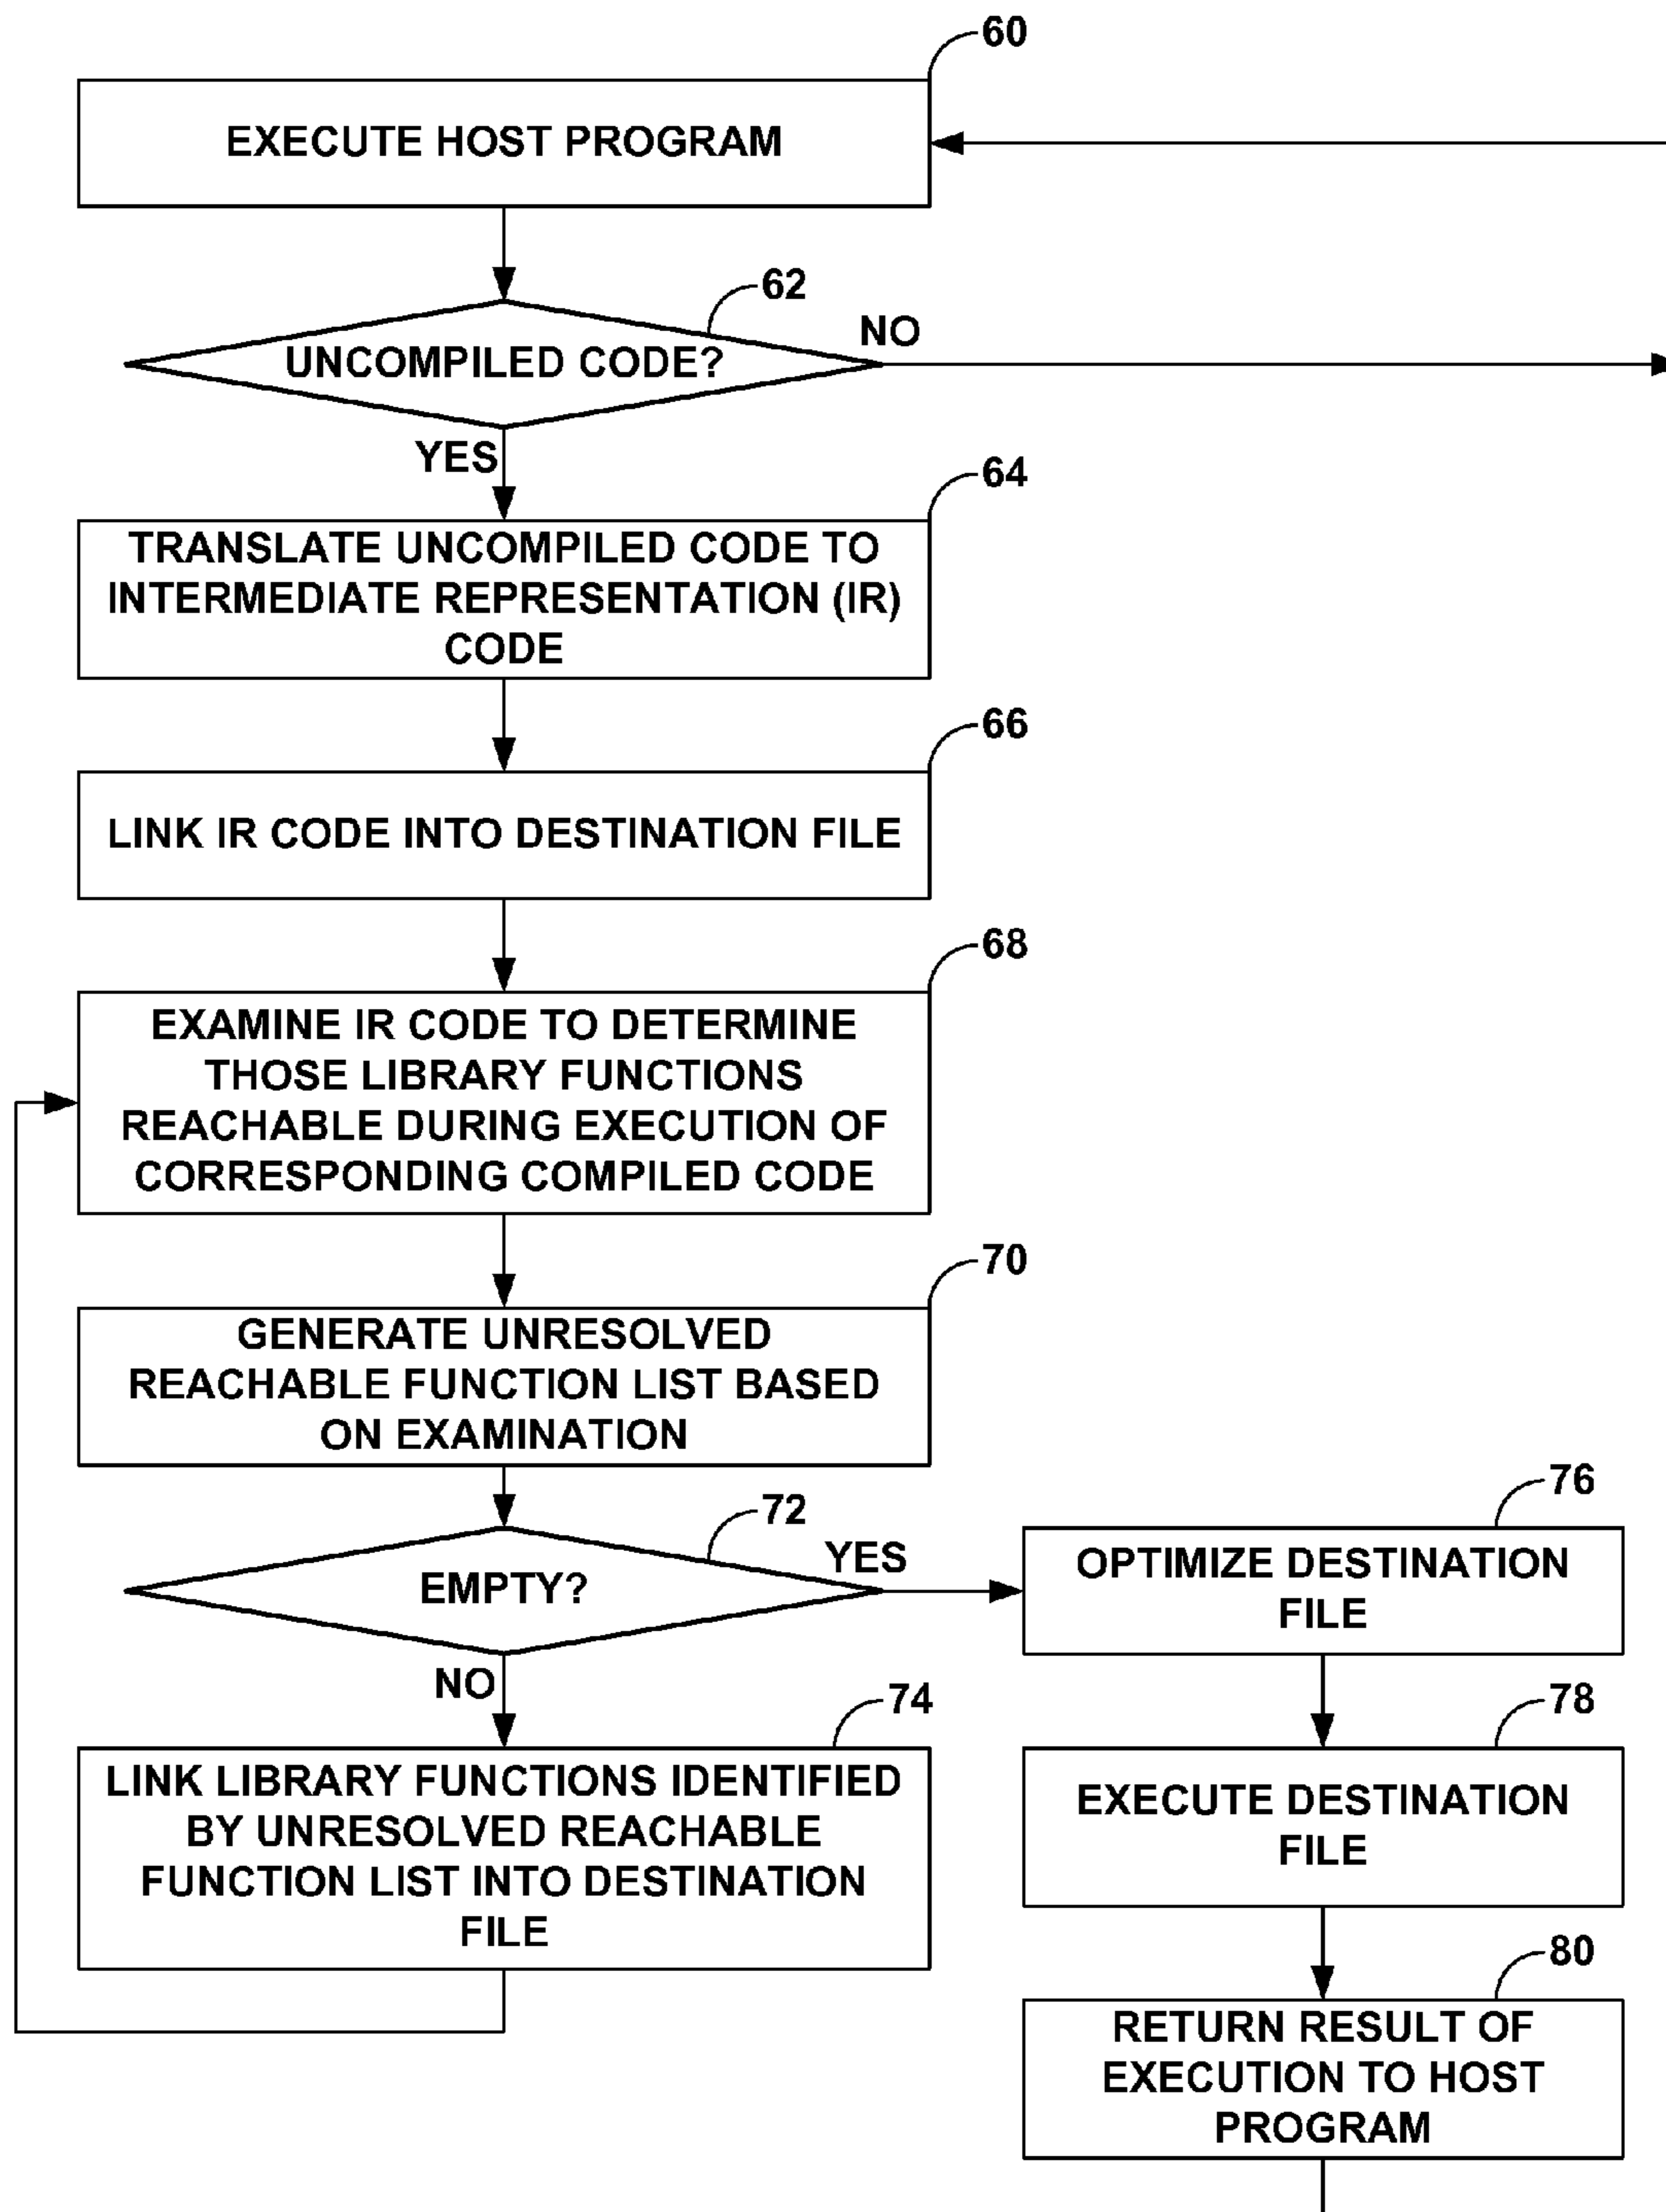 60
EXECUTE HOST PROGRAM
62
UNCOMPILED CODE?
NO
YES
64
TRANSLATE UNCOMPILED CODE TO
INTERMEDIATE REPRESENTATION (IR)
CODE
66
LINK IR CODE INTO DESTINATION FILE
68
EXAMINE IR CODE TO DETERMINE
THOSE LIBRARY FUNCTIONS
REACHABLE DURING EXECUTION OF
CORRESPONDING COMPILED CODE
70
GENERATE UNRESOLVED
REACHABLE FUNCTION LIST BASED
ON EXAMINATION
72
EMPTY?
YES
NO
74
LINK LIBRARY FUNCTIONS IDENTIFIED
BY UNRESOLVED REACHABLE
FUNCTION LIST INTO DESTINATION
FILE
76
OPTIMIZE DESTINATION
FILE
78
EXECUTE DESTINATION
FILE
80
RETURN RESULT OF
EXECUTION TO HOST
PROGRAM